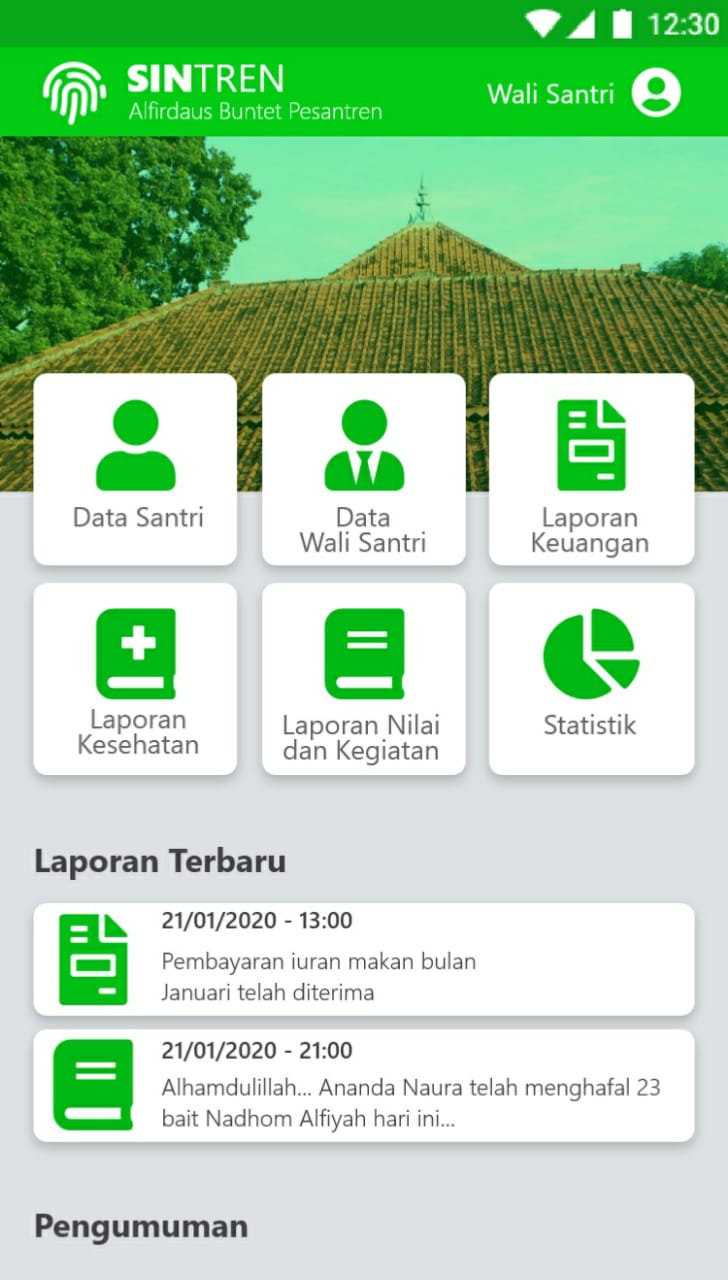 12:30
SINTREN
Alfirdaus Buntet Pesantren
Wali Santri
Data Santri
Data
Wali Santri
Laporan
Keuangan
Laporan
Kesehatan
Laporan Nilai
dan Kegiatan
Statistik
Laporan Terbaru
21/01/2020 - 13:00
Pembayaran iuran makan bulan
Januari telah diterima
21/01/2020 - 21:00
Alhamdulillah... Ananda Naura telah menghafal 23
bait Nadhom Alfiyah hari ini...
Pengumuman